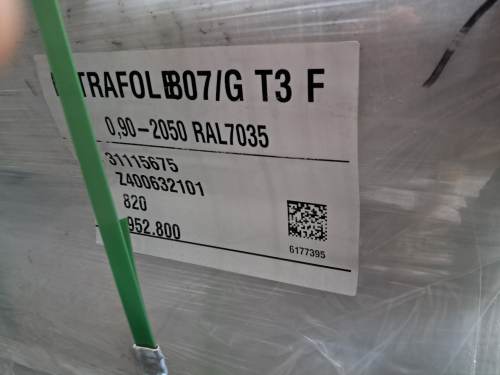 TRAFOL B07/G T3 F
0,90-2050 RAL7035
31115675
Z400632101
820
952.800
6177395